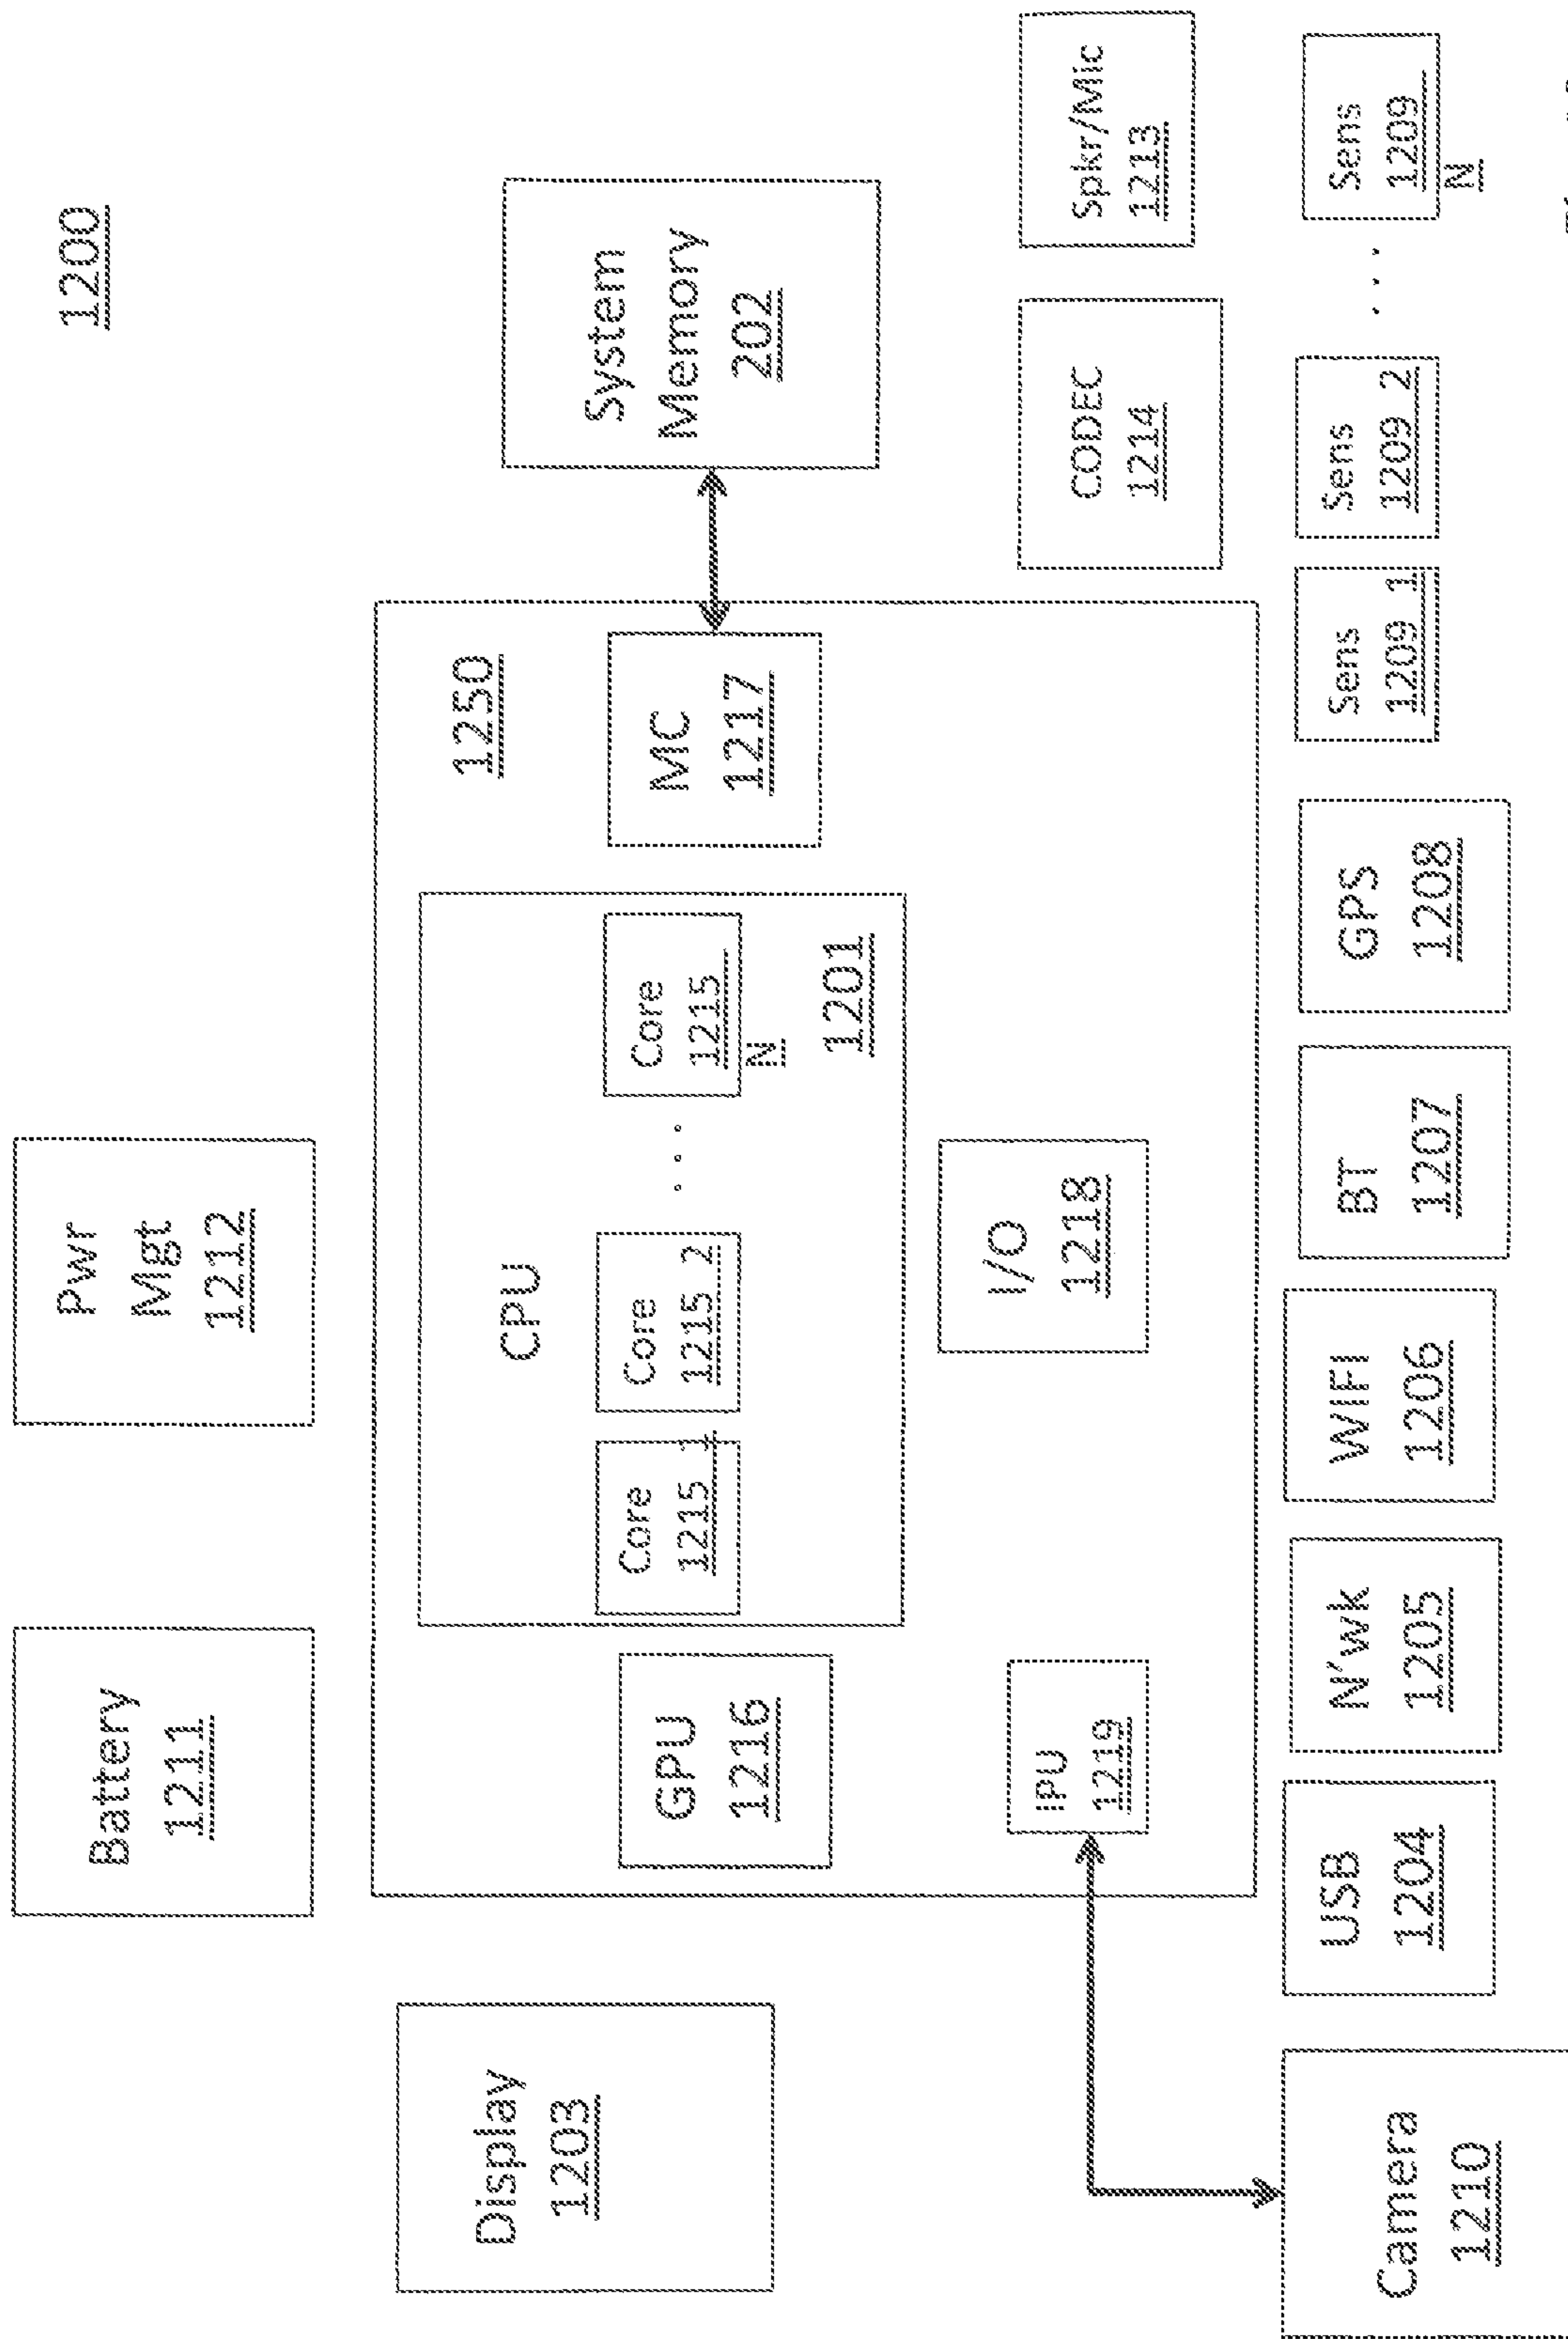 1200
Battery
1211
Pwr
Mgt
1212
Display
1203
1250
CPU
Core
1215_1
Core
1215_2
. . .
Core
1215_
N
1201
GPU
1216
MC
1217
System
Memory
202
IPU
1219
I/O
1218
CODEC
1214
Spkr/Mic
1213
Camera
1210
USB
1204
N'wk
1205
WIFI
1206
BT
1207
GPS
1208
Sens
1209_1
Sens
1209_2
. . .
Sens
1209_
N